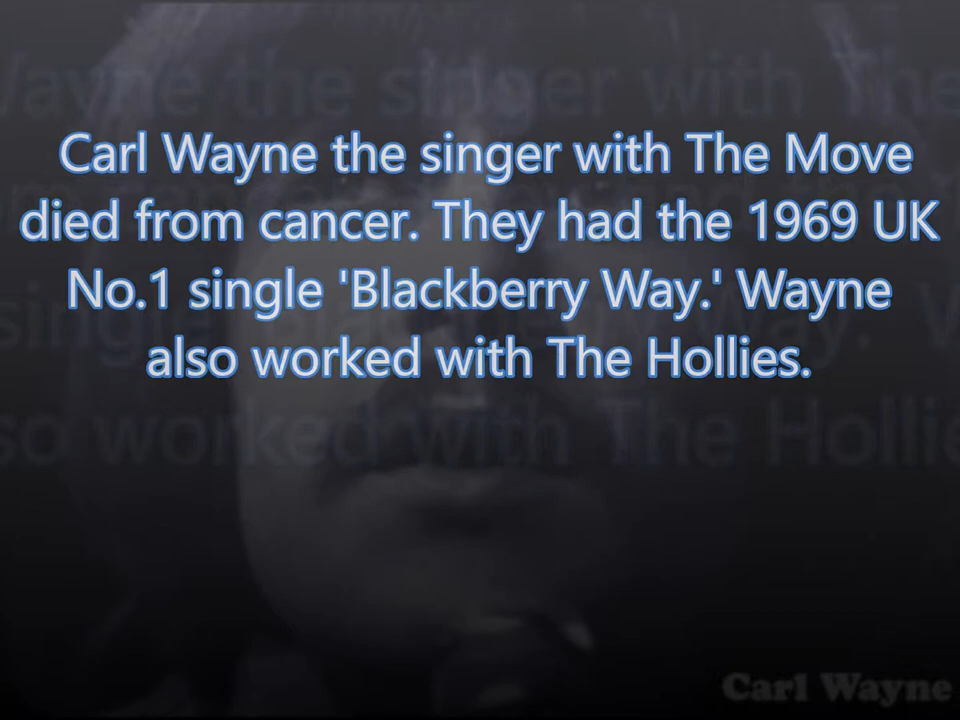 Carl Wayne the singer with The Move
died from cancer. They had the 1969 UK
No.1 single 'Blackberry Way.' Wayne
also worked with The Hollies.
Carl Wayne